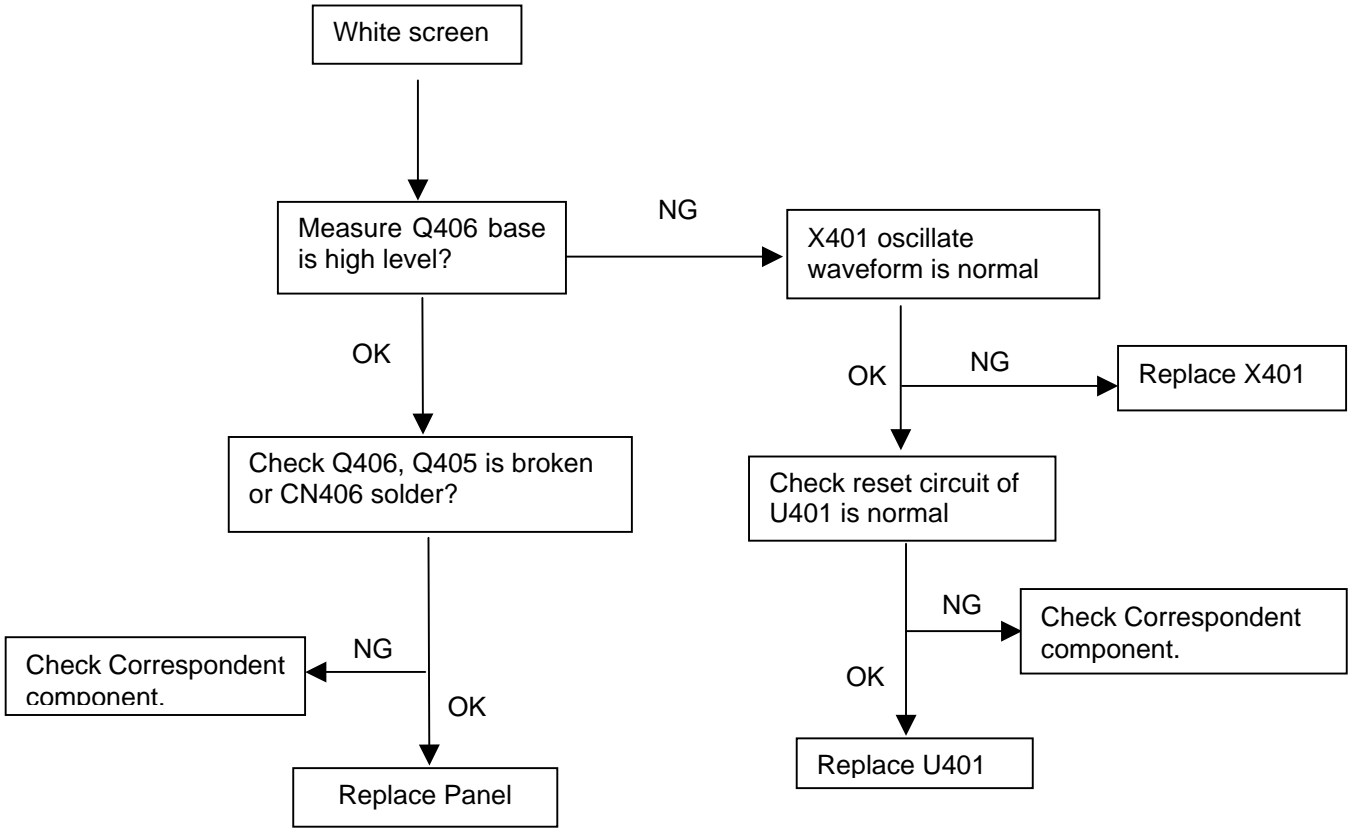 White screen
Measure Q406 base
is high level?
NG
X401 oscillate
waveform is normal
OK
OK
NG
Replace X401
Check Q406, Q405 is broken
or CN406 solder?
Check reset circuit of
U401 is normal
NG
Check Correspondent
component.
NG
Check Correspondent
component.
OK
OK
Replace Panel
Replace U401